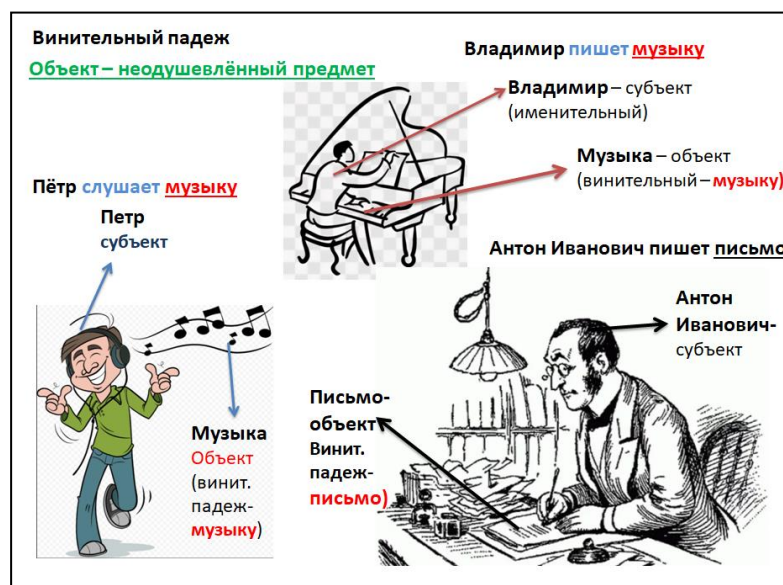 Винительный падеж
Объект – неодушевлённый предмет
Владимир пишет музыку
Владимир – субъект
(именительный)
Музыка – объект
(винительный – музыку)
Пётр слушает музыку
Петр
субъект
Музыка
Объект
(винит.
падеж-
музыку)
Антон Иванович пишет письмо
Антон
Иванович-
субъект
Письмо-
объект
Винит.
падеж-
письмо)